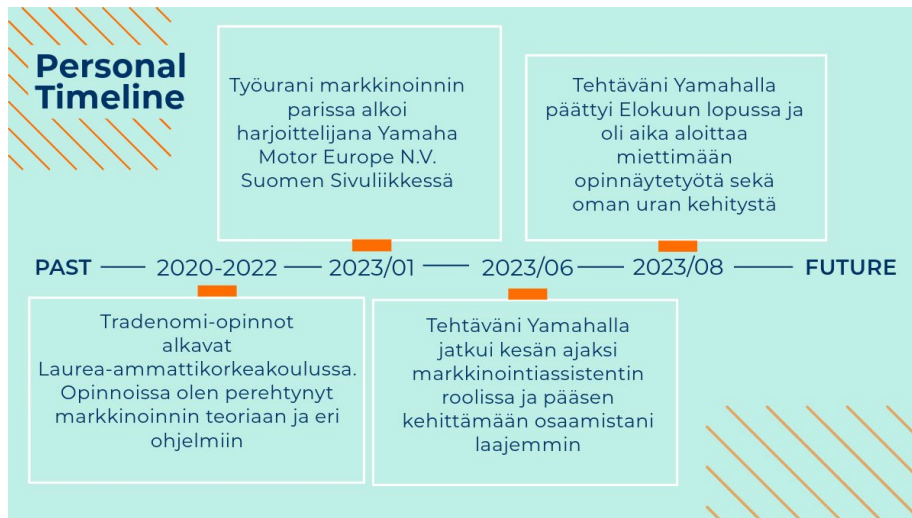 Personal
Timeline
Työurani markkinoinnin
parissa alkoi
harjoittelijana Yamaha
Motor Europe N.V.
Suomen Sivuliikkessä
Tehtäväni Yamahalla
päättyi Elokuun lopussa ja
oli aika aloittaa
miettimään
opinnäytetyötä sekä
oman uran kehitystä
PAST 2020-2022 2023/01 2023/06 2023/08 FUTURE
Tradenomi-opinnot
alkavat
Laurea-ammattikorkeakoulussa.
Opinnoissa olen perehtynyt
markkinoinnin teoriaan ja eri
ohjelmiin
Tehtäväni Yamahalla
jatkui kesän ajaksi
markkinointiassistentin
roolissa ja pääsen
kehittämään osaamistani
laajemmin